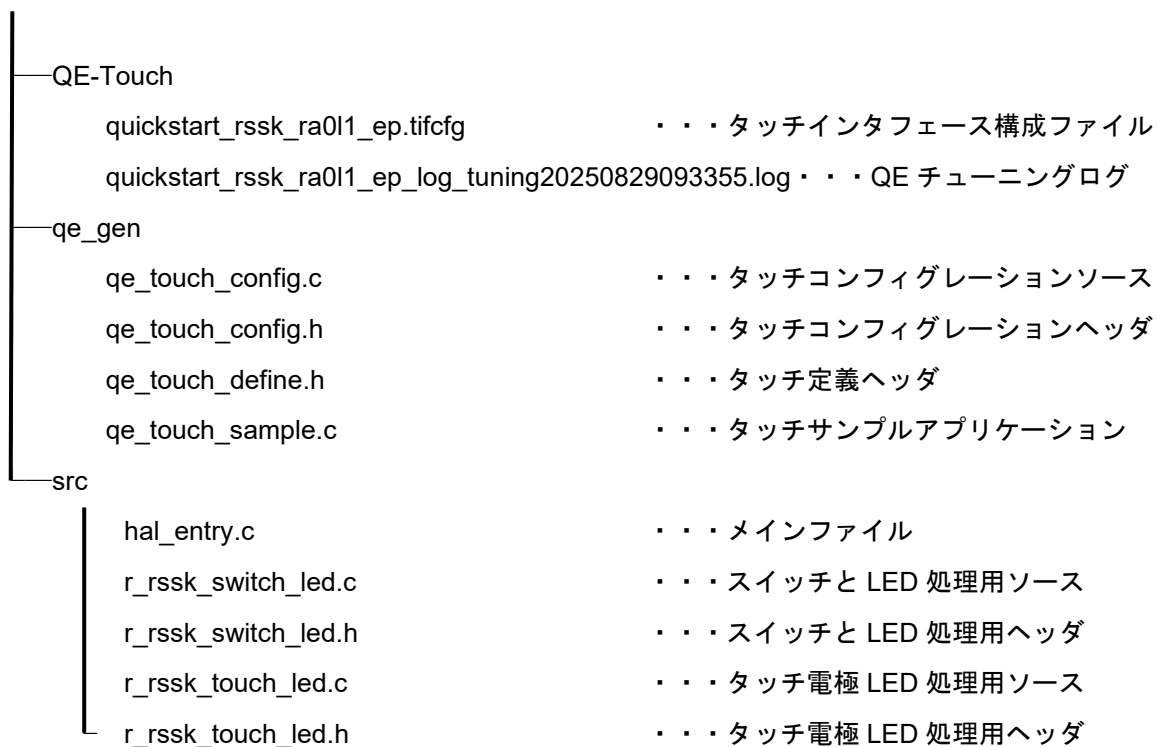 QE-Touch
quickstart_rssk_ra0l1_ep.tifcfg ・・・タッチインタフェース構成ファイル
quickstart_rssk_ra0l1_ep_log_tuning20250829093355.log・・・QE チューニングログ
qe_gen
qe_touch_config.c ・・・タッチコンフィグレーションソース
qe_touch_config.h ・・・タッチコンフィグレーションヘッダ
qe_touch_define.h ・・・タッチ定義ヘッダ
qe_touch_sample.c ・・・タッチサンプルアプリケーション
src
hal_entry.c ・・・メインファイル
r_rssk_switch_led.c ・・・スイッチと LED 処理用ソース
r_rssk_switch_led.h ・・・スイッチと LED 処理用ヘッダ
r_rssk_touch_led.c ・・・タッチ電極 LED 処理用ソース
r_rssk_touch_led.h ・・・タッチ電極 LED 処理用ヘッダ